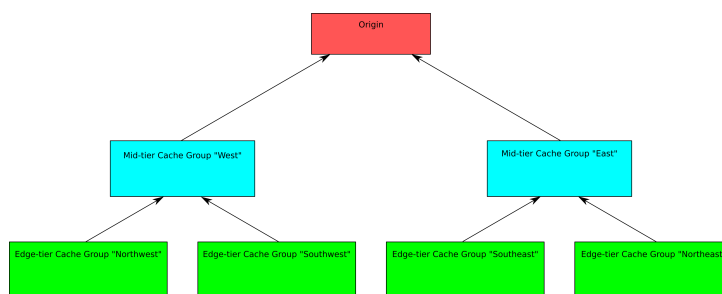 Origin
Mid-tier Cache Group "West"
Mid-tier Cache Group "East"
Edge-tier Cache Group "Northwest"
Edge-tier Cache Group "Southwest"
Edge-tier Cache Group "Southeast"
Edge-tier Cache Group "Northeast